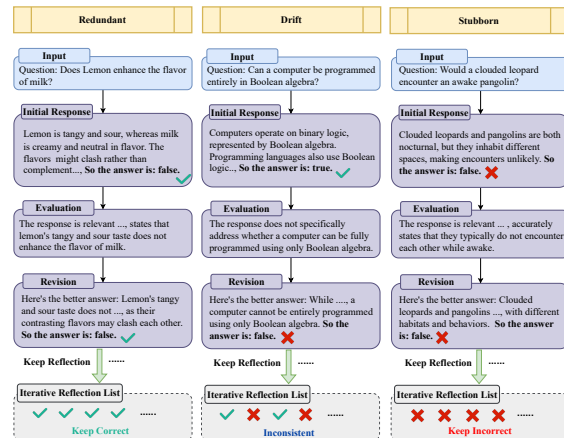 Redundant
Input
Question: Does Lemon enhance the flavor
of milk?
Initial Response
Lemon is tangy and sour, whereas milk
is creamy and neutral in flavor. The
flavors might clash rather than
complement..., So the answer is: false.
Evaluation
The response is relevant ..., states that
lemon's tangy and sour taste does not
enhance the flavor of milk.
Revision
Here's the better answer: Lemon's tangy
and sour taste does not ..., as their
contrasting flavors may clash each other.
So the answer is: false.
Keep Reflection ......
Iterative Reflection List
......
Keep Correct
Drift
Input
Question: Can a computer be programmed
entirely in Boolean algebra?
Initial Response
Computers operate on binary logic,
represented by Boolean algebra.
Programming languages also use Boolean
logic.., So the answer is: true.
Evaluation
The response does not specifically
address whether a computer can be fully
programmed using only Boolean algebra.
Revision
Here's the better answer: While ...., a
computer cannot be entirely programmed
using only Boolean algebra. So the
answer is: false.
Keep Reflection ......
Iterative Reflection List
......
Inconsistent
Stubborn
Input
Question: Would a clouded leopard
encounter an awake pangolin?
Initial Response
Clouded leopards and pangolins are both
nocturnal, but they inhabit different
spaces, making encounters unlikely. So
the answer is: false.
Evaluation
The response is relevant ... , accurately
states that they typically do not encounter
each other while awake.
Revision
Here's the better answer: Clouded
leopards and pangolins ..., with different
habitats and behaviors. So the answer
is: false.
Keep Reflection ......
Iterative Reflection List
......
Keep Incorrect